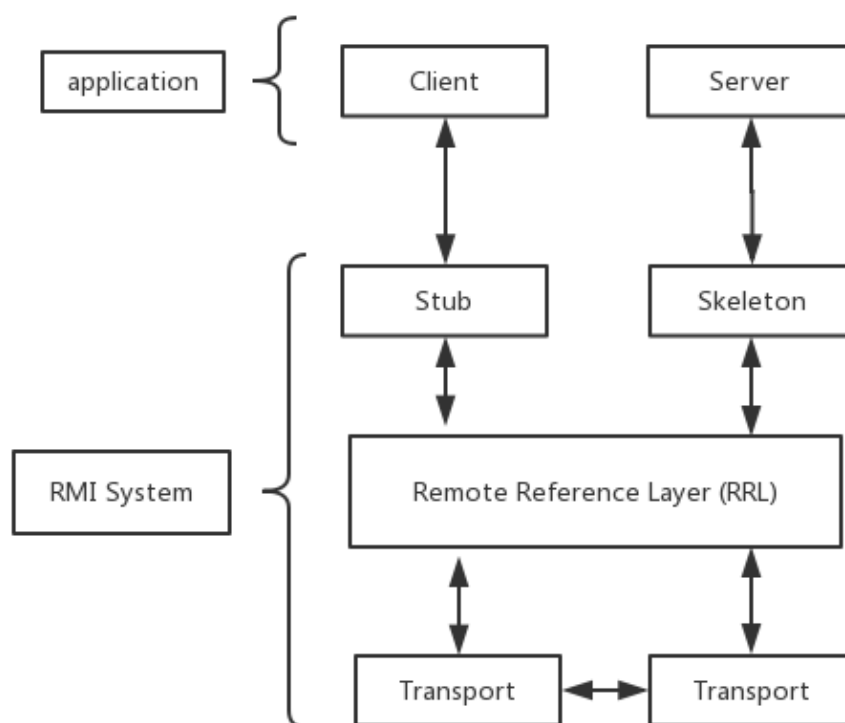 application
Client
Server
Stub
Skeleton
RMI System
Remote Reference Layer (RRL)
Transport
Transport